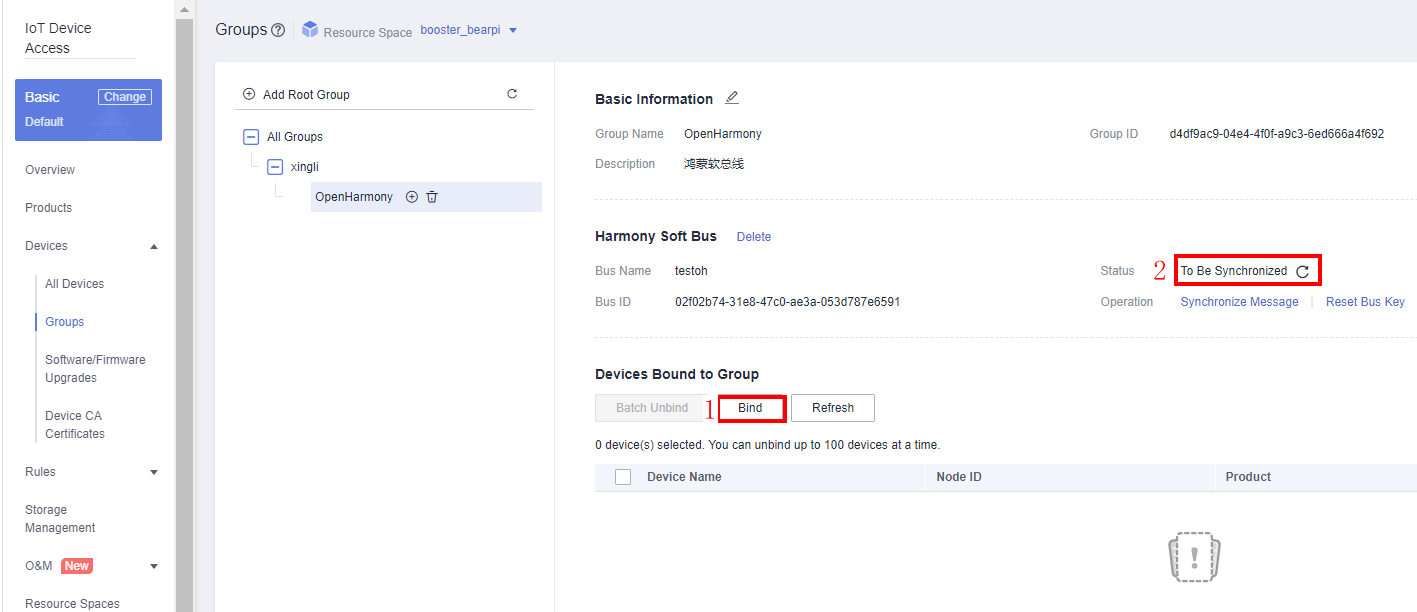 IoT Device
Access
Basic
Change
Default
Overview
Products
Devices
All Devices
Groups
Software/Firmware
Upgrades
Device CA
Certificates
Rules
Storage
Management
O&M New
Resource Spaces
Groups ? Resource Space booster_bearpi
Add Root Group
All Groups
xingli
OpenHarmony
Basic Information
Group Name OpenHarmony
Group ID d4df9ac9-04e4-4f0f-a9c3-6ed666a4f692
Description 鸿蒙软总线
Harmony Soft Bus Delete
Bus Name testoh
Status 2 To Be Synchronized
Bus ID 02f02b74-31e8-47c0-ae3a-053d787e6591
Operation Synchronize Message Reset Bus Key
Devices Bound to Group
Batch Unbind 1 Bind Refresh
0 device(s) selected. You can unbind up to 100 devices at a time.
Device Name Node ID Product